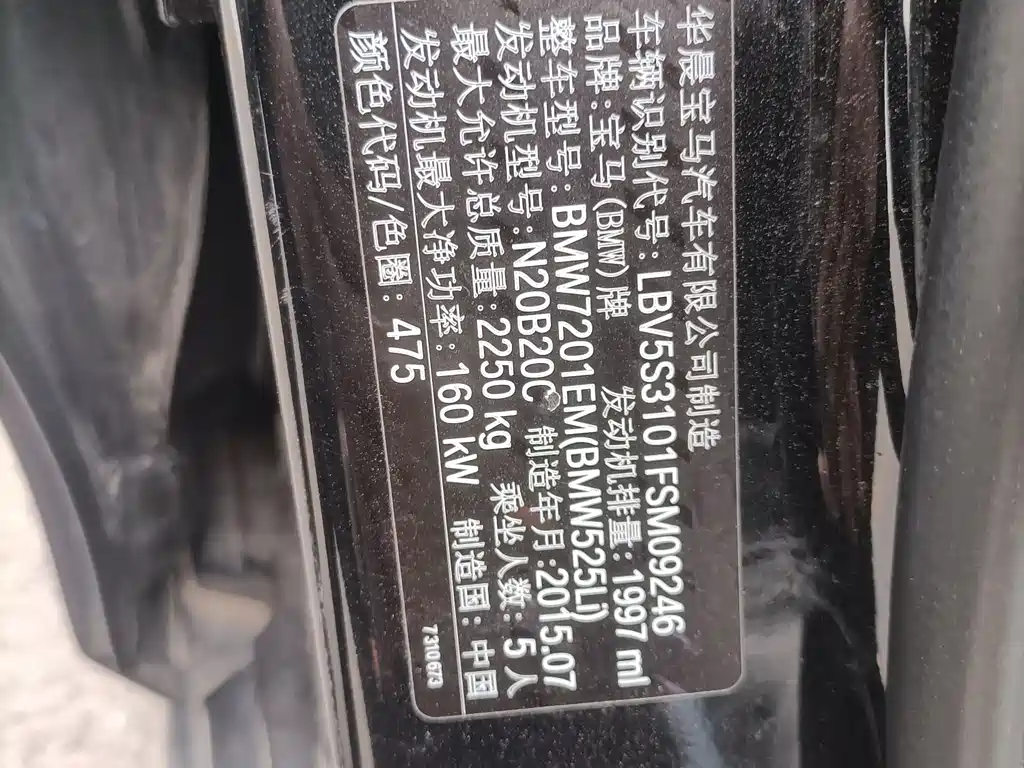 华晨宝马汽车有限公司制造
车辆识别代号:LBV5S3101FSM09246
品牌:宝马(BMW)牌 发动机排量:1997 ml
整车型号:BMW7201EM(BMW525Li)
发动机型号:N20B20C 制造年月:2015.07
最大允许总质量:2250 kg 乘坐人数:5人
发动机最大净功率:160 kW 制造国:中国
颜色代码/色圈:475
7310673